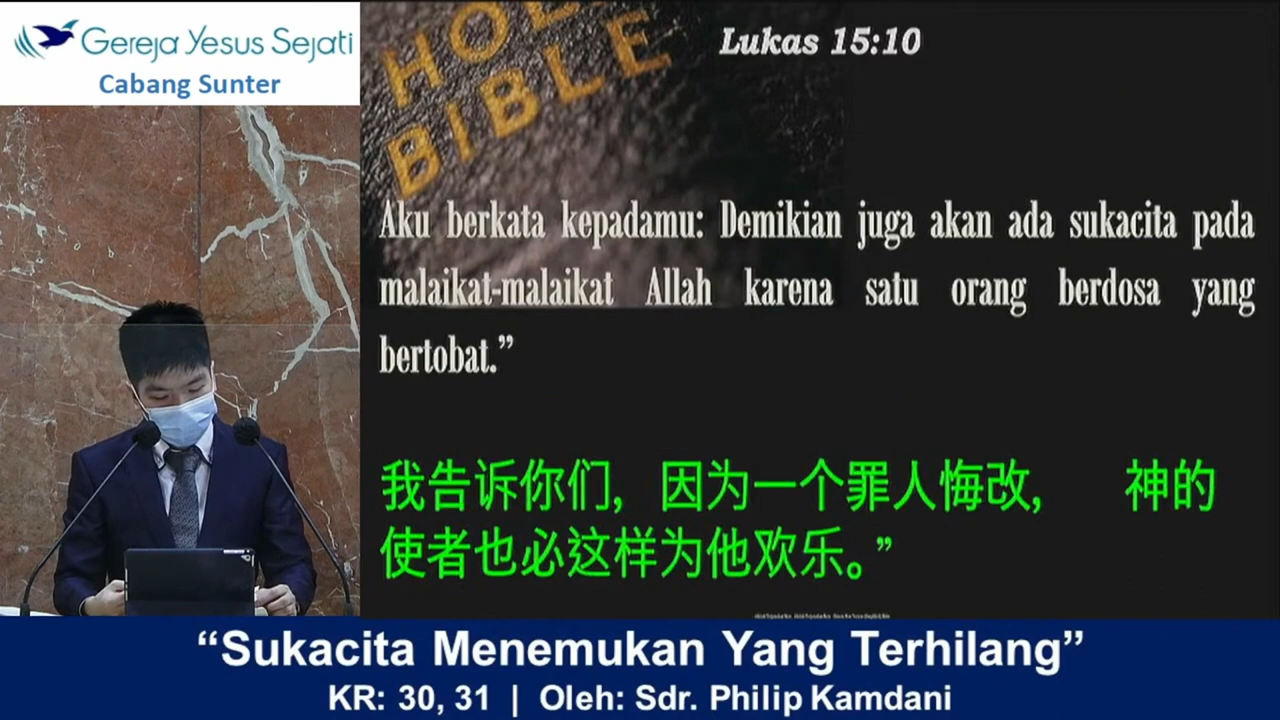 Gereja Yesus Sejati
Cabang Sunter
HOLY
BIBLE
Lukas 15:10
Aku berkata kepadamu: Demikian juga akan ada sukacita pada
malaikat-malaikat Allah karena satu orang berdosa yang
bertobat.”
我告诉你们，因为一个罪人悔改， 神的
使者也必这样为他欢乐。”
“Sukacita Menemukan Yang Terhilang”
KR: 30, 31 | Oleh: Sdr. Philip Kamdani